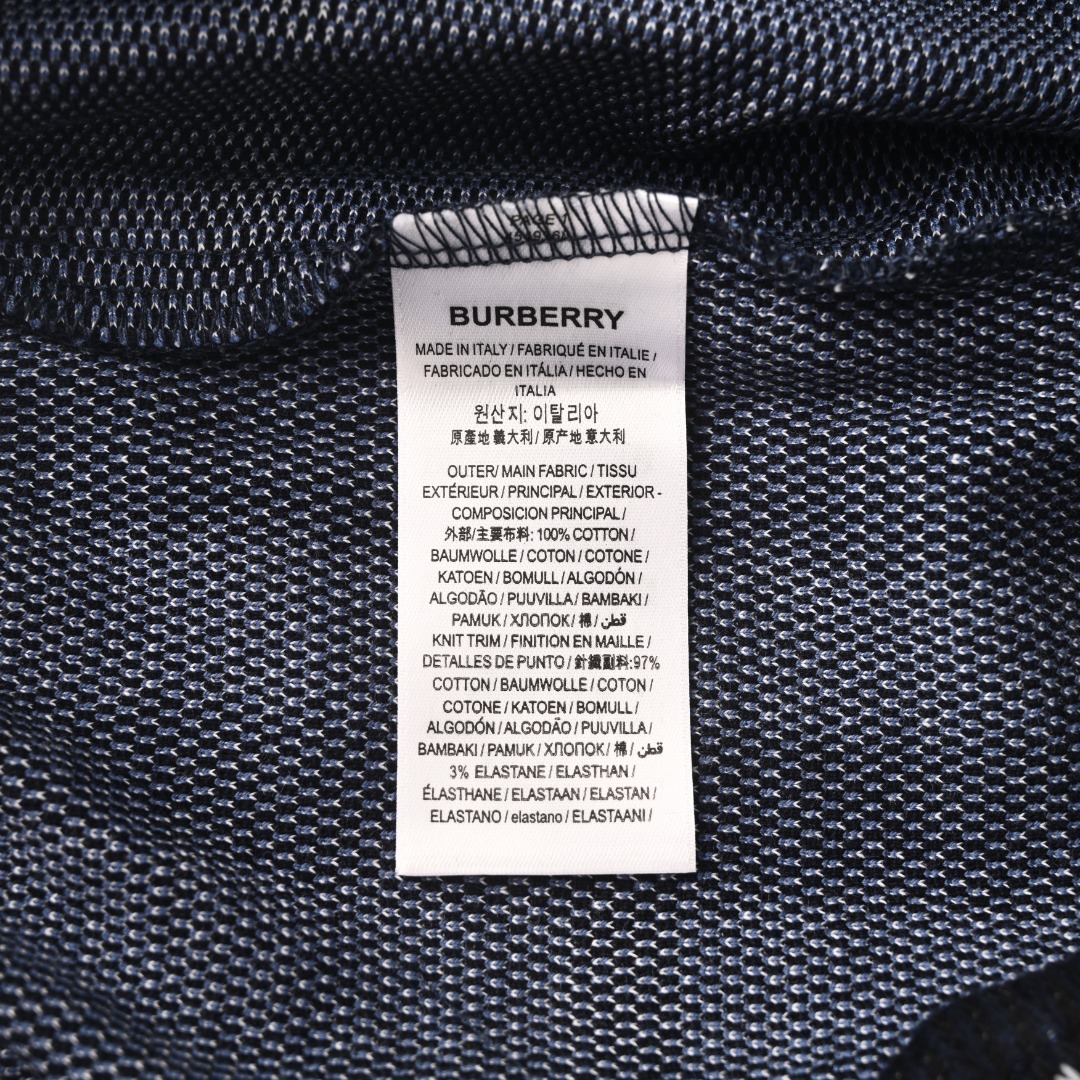 PAGE 1
BURBERRY
MADE IN ITALY / FABRIQUÉ EN ITALIE /
FABRICADO EN ITÁLIA / HECHO EN
ITALIA
원산지: 이탈리아
原產地 義大利 / 原产地 意大利
OUTER/ MAIN FABRIC / TISSU
EXTÉRIEUR / PRINCIPAL / EXTERIOR -
COMPOSICION PRINCIPAL /
外部/主要布料: 100% COTTON /
BAUMWOLLE / COTON / COTONE /
KATOEN / BOMULL / ALGODÓN /
ALGODÃO / PUUVILLA / BAMBAKI /
PAMUK / ХЛОПОК / 棉 / قطن
KNIT TRIM / FINITION EN MAILLE /
DETALLES DE PUNTO / 針織副料:97%
COTTON / BAUMWOLLE / COTON /
COTONE / KATOEN / BOMULL /
ALGODÓN / ALGODÃO / PUUVILLA /
BAMBAKI / PAMUK / ХЛОПОК / 棉 / قطن
3% ELASTANE / ELASTHAN /
ÉLASTHANE / ELASTAAN / ELASTAN /
ELASTANO / elastano / ELASTAANI /